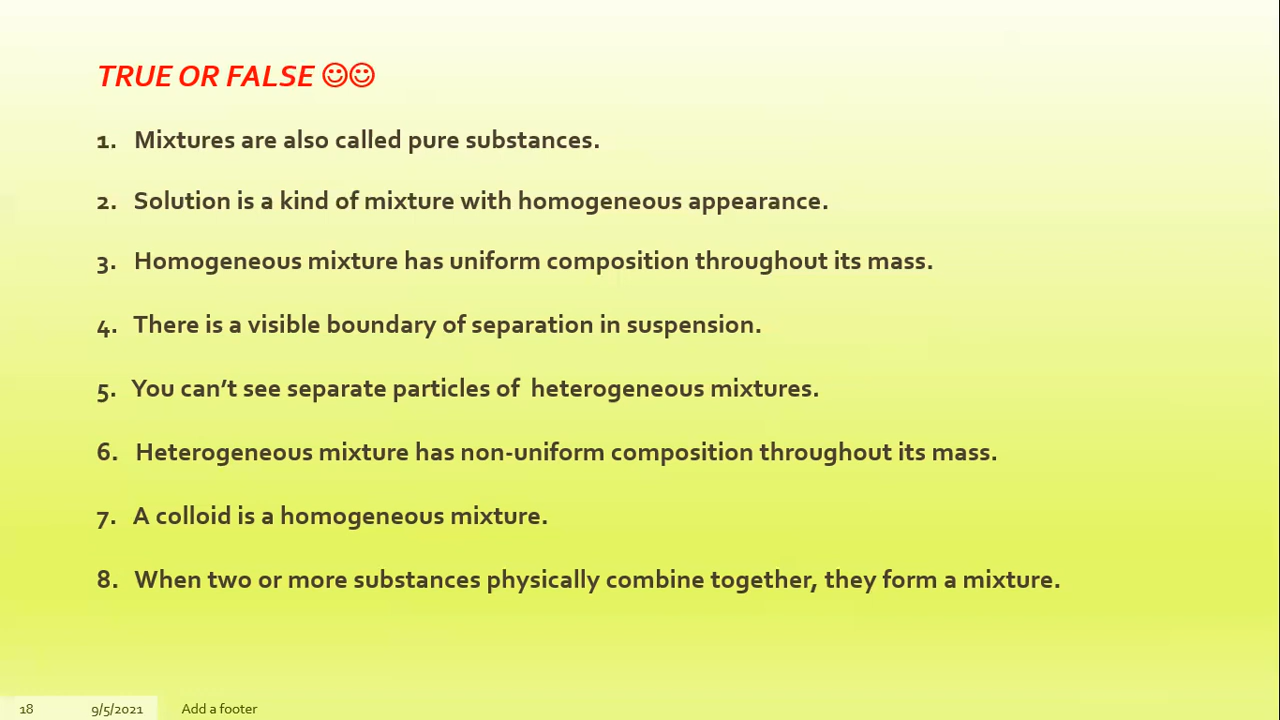 TRUE OR FALSE ☺☺
1. Mixtures are also called pure substances.
2. Solution is a kind of mixture with homogeneous appearance.
3. Homogeneous mixture has uniform composition throughout its mass.
4. There is a visible boundary of separation in suspension.
5. You can't see separate particles of heterogeneous mixtures.
6. Heterogeneous mixture has non-uniform composition throughout its mass.
7. A colloid is a homogeneous mixture.
8. When two or more substances physically combine together, they form a mixture.
18 9/5/2021 Add a footer